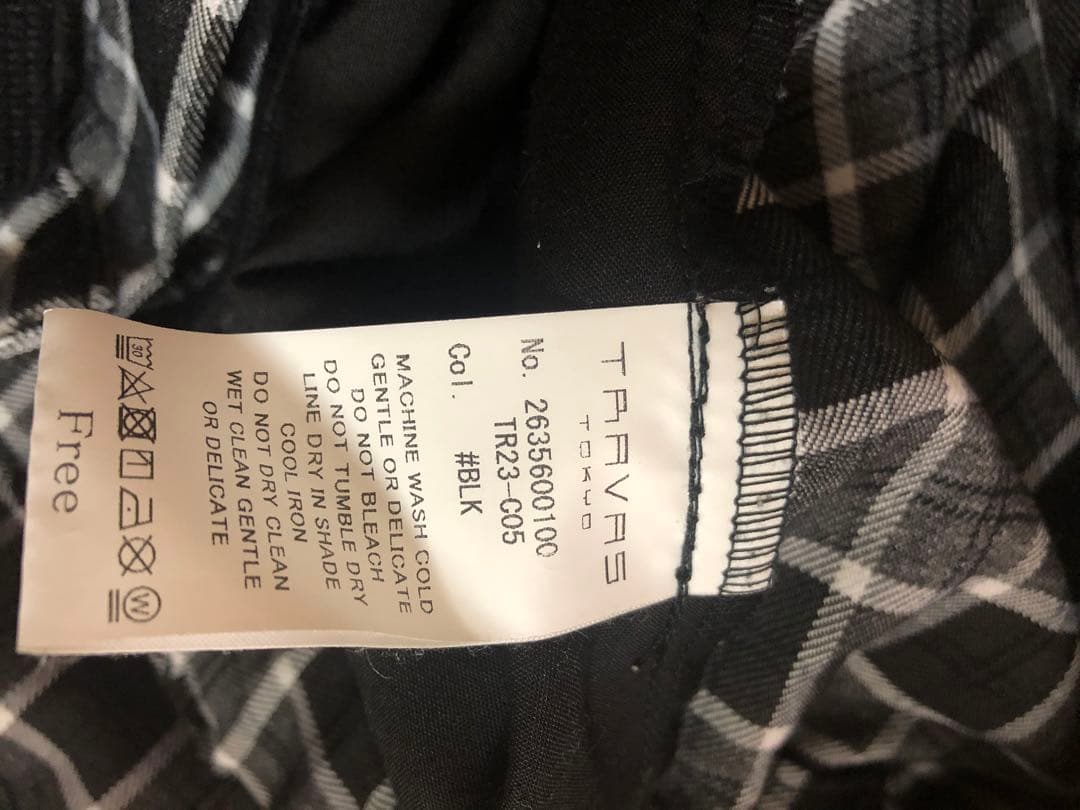 TRAVAS
TOKYO
No. 2635600100
TR23-C05
Col. #BLK
MACHINE WASH COLD
GENTLE OR DELICATE
DO NOT BLEACH
DO NOT TUMBLE DRY
LINE DRY IN SHADE
COOL IRON
DO NOT DRY CLEAN
WET CLEAN GENTLE
OR DELICATE
30 W
Free